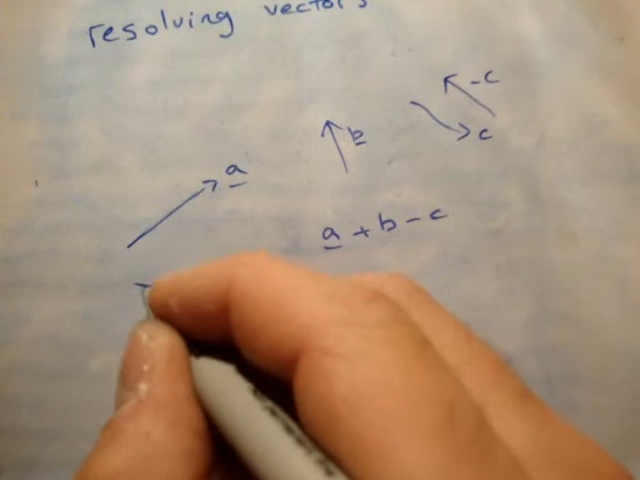 resolving vectors
-c
b
c
a
a + b - c